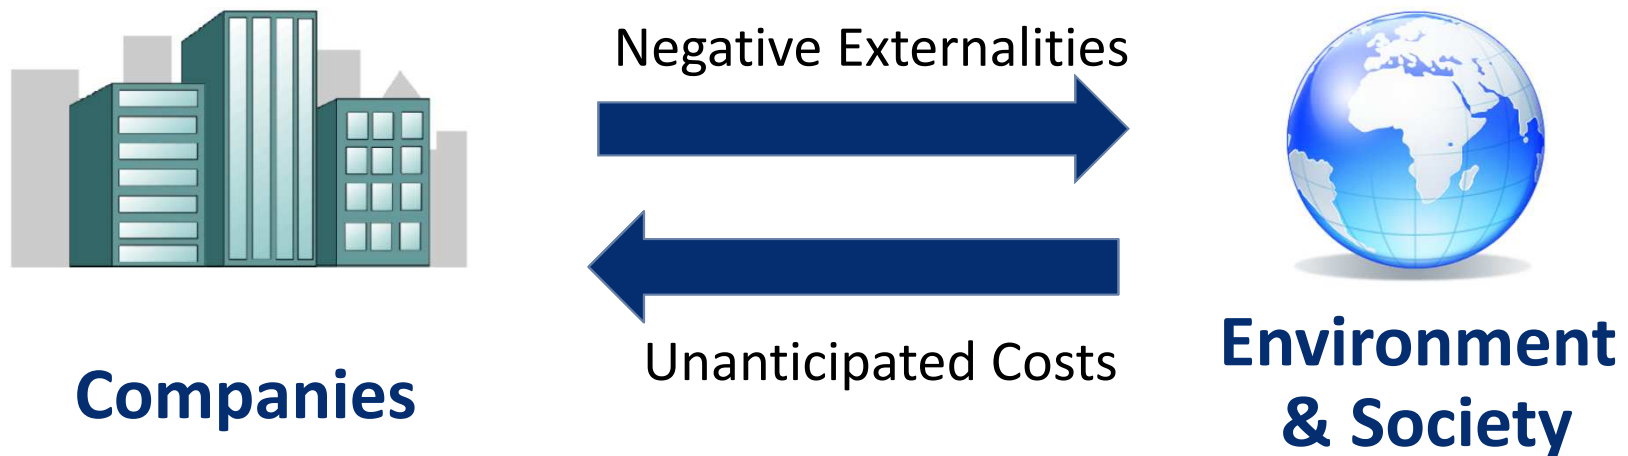 Negative Externalities
Unanticipated Costs
Companies
Environment
& Society